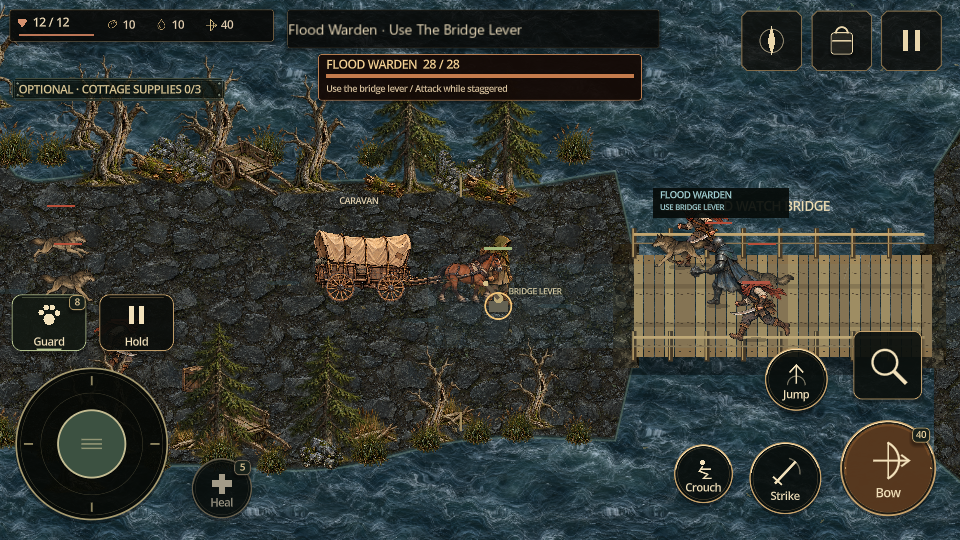 12 / 12
10
10
40
Flood Warden · Use The Bridge Lever
FLOOD WARDEN 28 / 28
Use the bridge lever / Attack while staggered
OPTIONAL · COTTAGE SUPPLIES 0/3
CARAVAN
FLOOD WARDEN
USE BRIDGE LEVER
WATCH BRIDGE
BRIDGE LEVER
8
Guard
Hold
Jump
5
Heal
Crouch
Strike
40
Bow